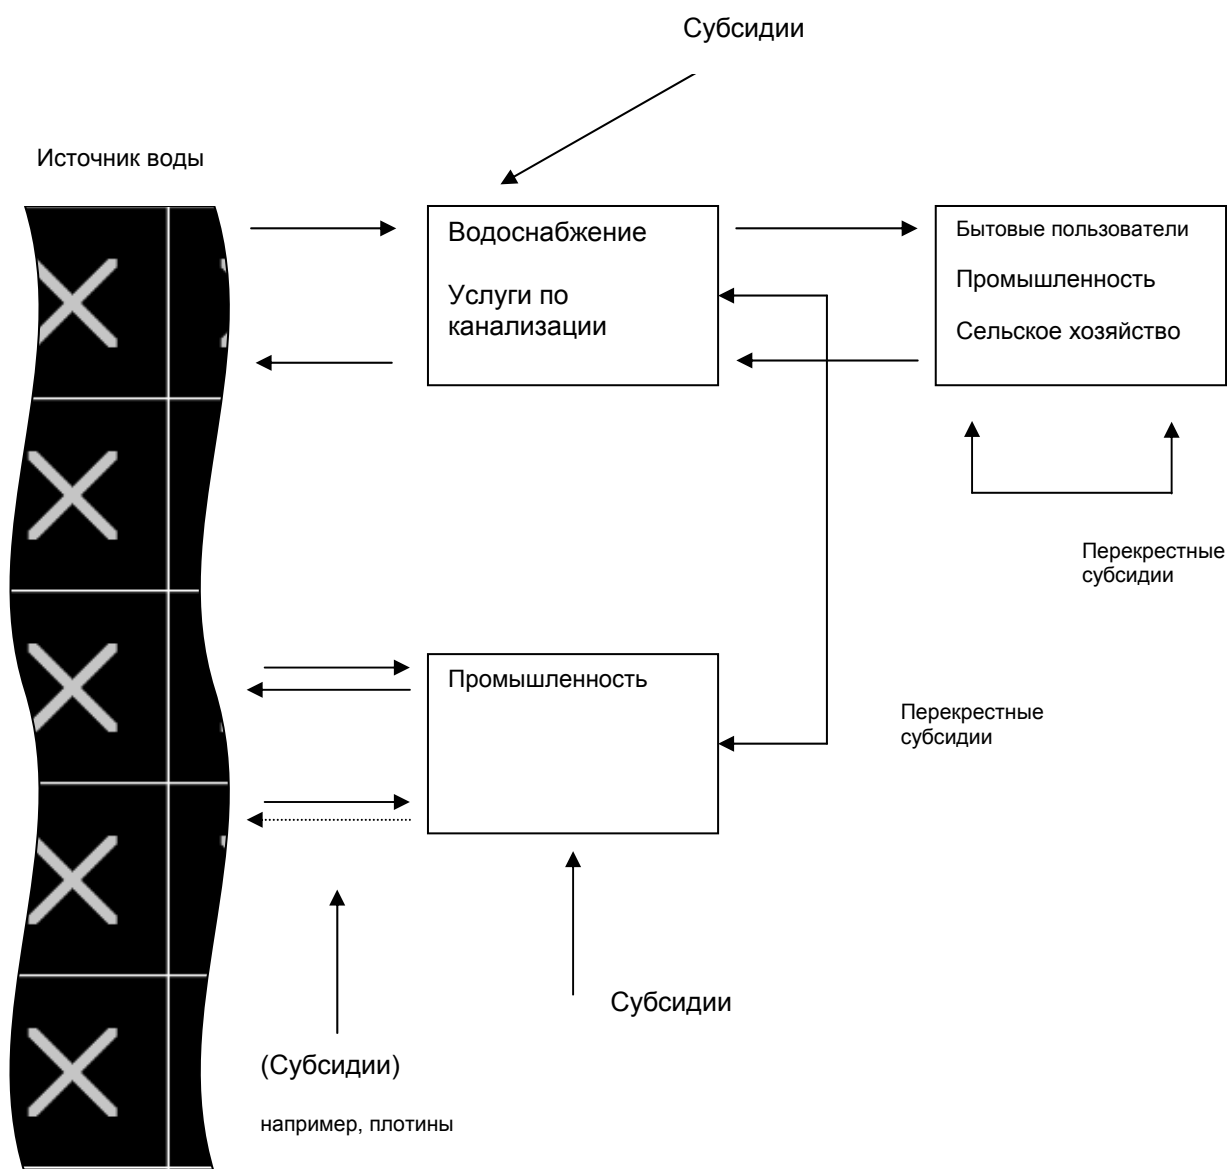 Субсидии
Источник воды
Водоснабжение
Услуги по
канализации
Бытовые пользователи
Промышленность
Сельское хозяйство
Перекрестные
субсидии
Промышленность
Перекрестные
субсидии
Субсидии
(Субсидии)
например, плотины